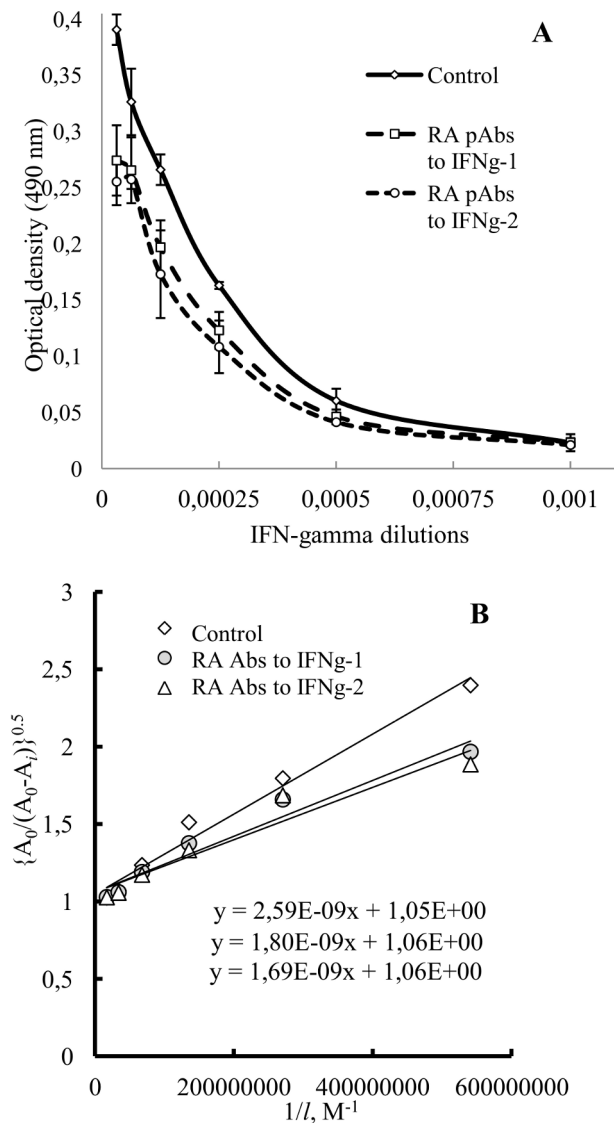 A
0,4
0,35
0,3
0,25
0,2
0,15
0,1
0,05
0
Optical density (490 nm)
Control
RA pAbs
to IFNg-1
RA pAbs
to IFNg-2
0 0,00025 0,0005 0,00075 0,001
IFN-gamma dilutions
B
3
2,5
2
1,5
1
0,5
0
{A₀/(A₀-Aᵢ)}⁰·⁵
Control
RA Abs to IFNg-1
RA Abs to IFNg-2
y = 2,59E-09x + 1,05E+00
y = 1,80E-09x + 1,06E+00
y = 1,69E-09x + 1,06E+00
0 200000000 400000000 600000000
1/l, M⁻¹